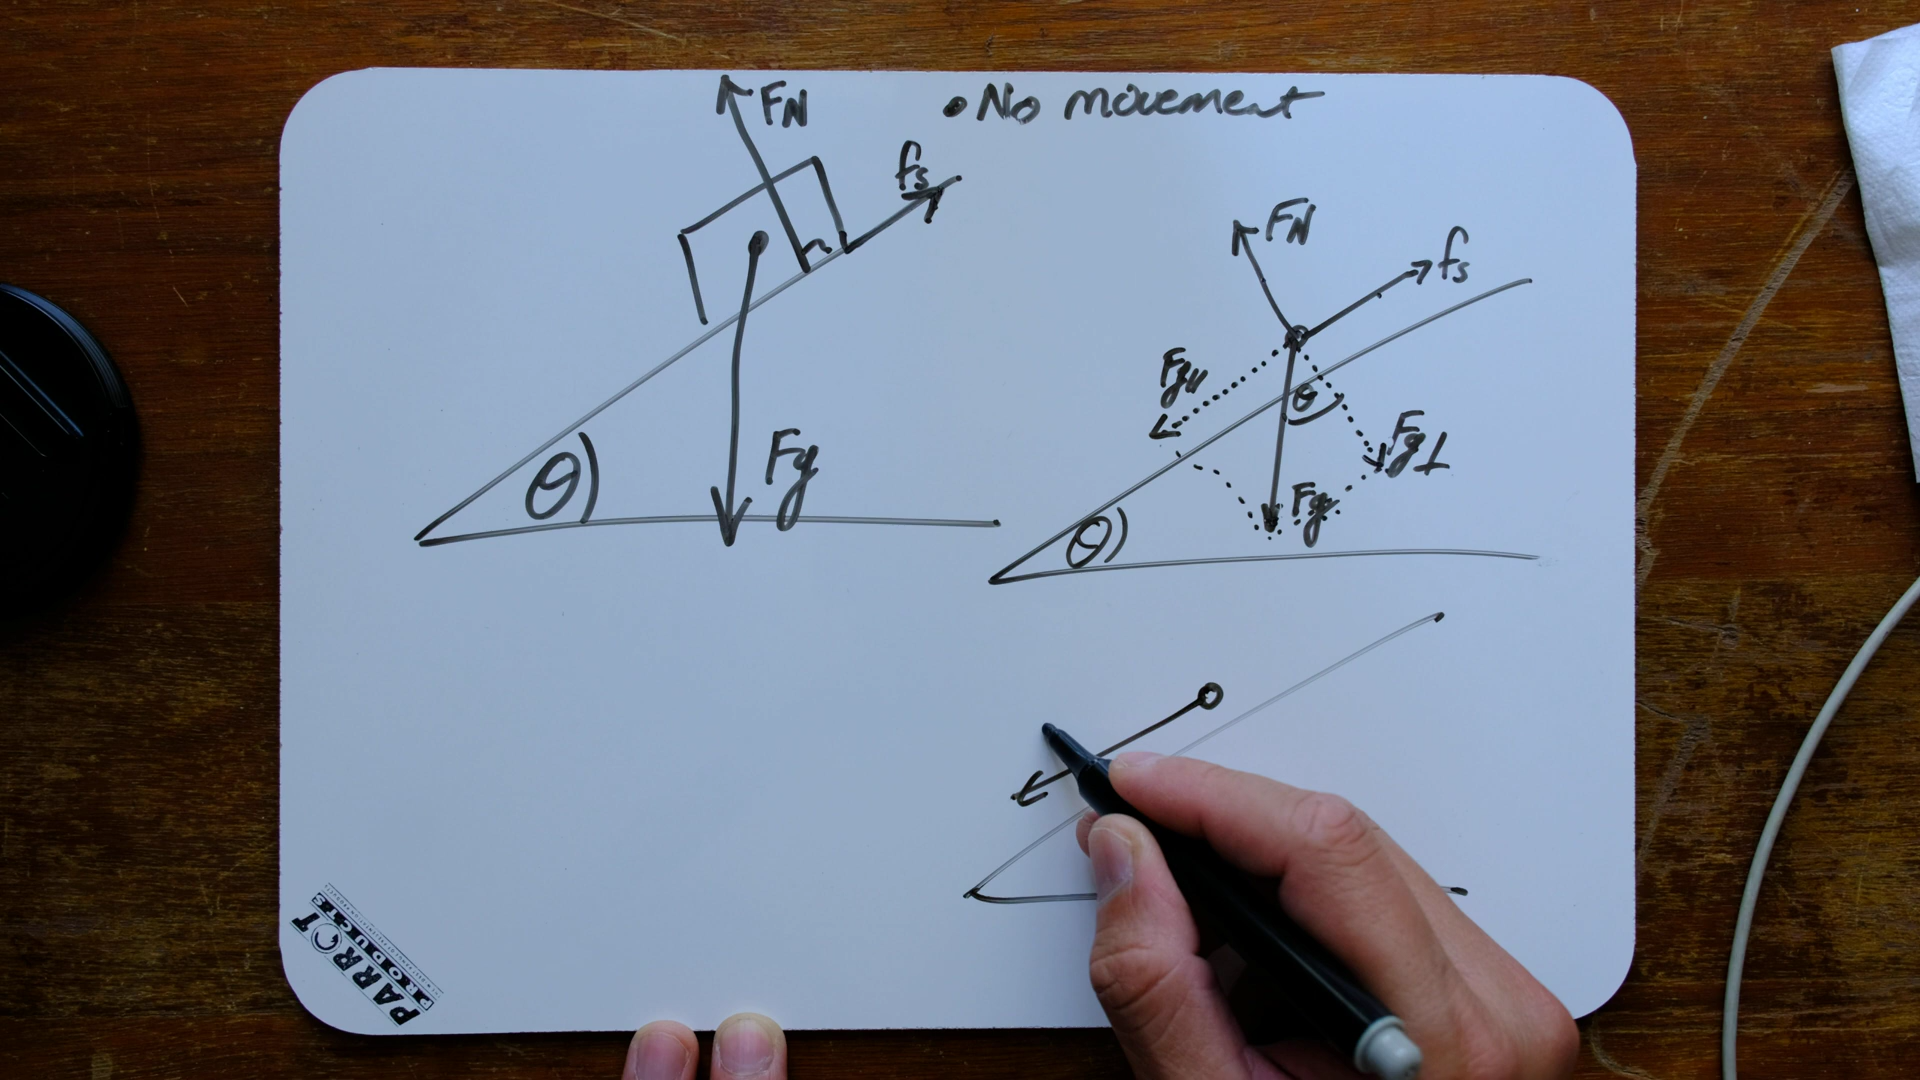 • No movement
FN
fs
Fg
θ)
FN
fs
Fg∥
θ
Fg⊥
Fg
θ)
PARROT
PRODUCTS